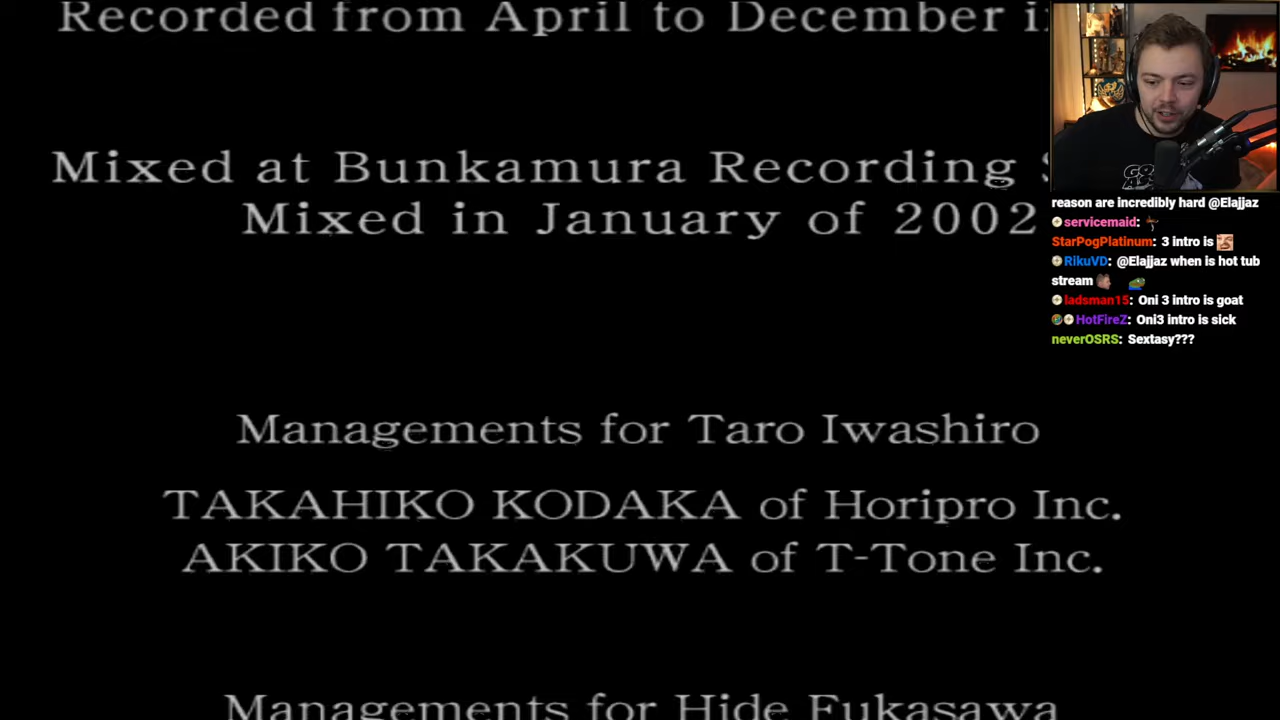 Recorded from April to December
Mixed at Bunkamura Recording
Mixed in January of 2002
Managements for Taro Iwashiro
TAKAHIKO KODAKA of Horipro Inc.
AKIKO TAKAKUWA of T-Tone Inc.
Managements for Hide Fukasawa
reason are incredibly hard @Elajjaz
servicemaid:
StarPogPlatinum: 3 intro is
RikuVD: @Elajjaz when is hot tub
stream
ladsman15: Oni 3 intro is goat
HotFireZ: Oni3 intro is sick
neverOSRS: Sextasy???